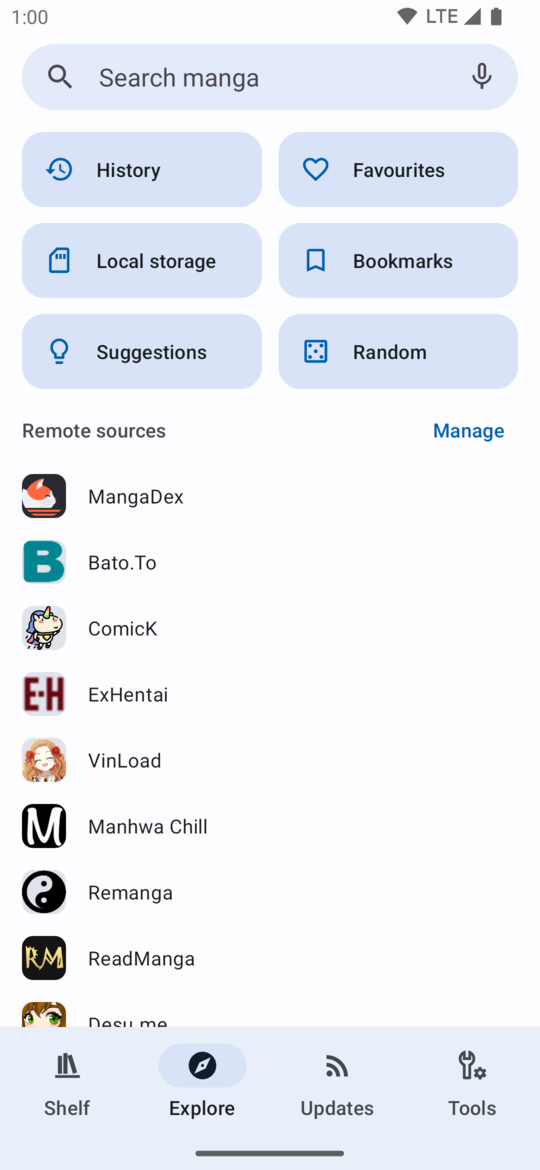 1:00
LTE
Search manga
History
Favourites
Local storage
Bookmarks
Suggestions
Random
Remote sources
Manage
MangaDex
B
Bato.To
ComicK
E-H
ExHentai
VinLoad
M
Manhwa Chill
Remanga
RM
ReadManga
Desu.me
Shelf
Explore
Updates
Tools